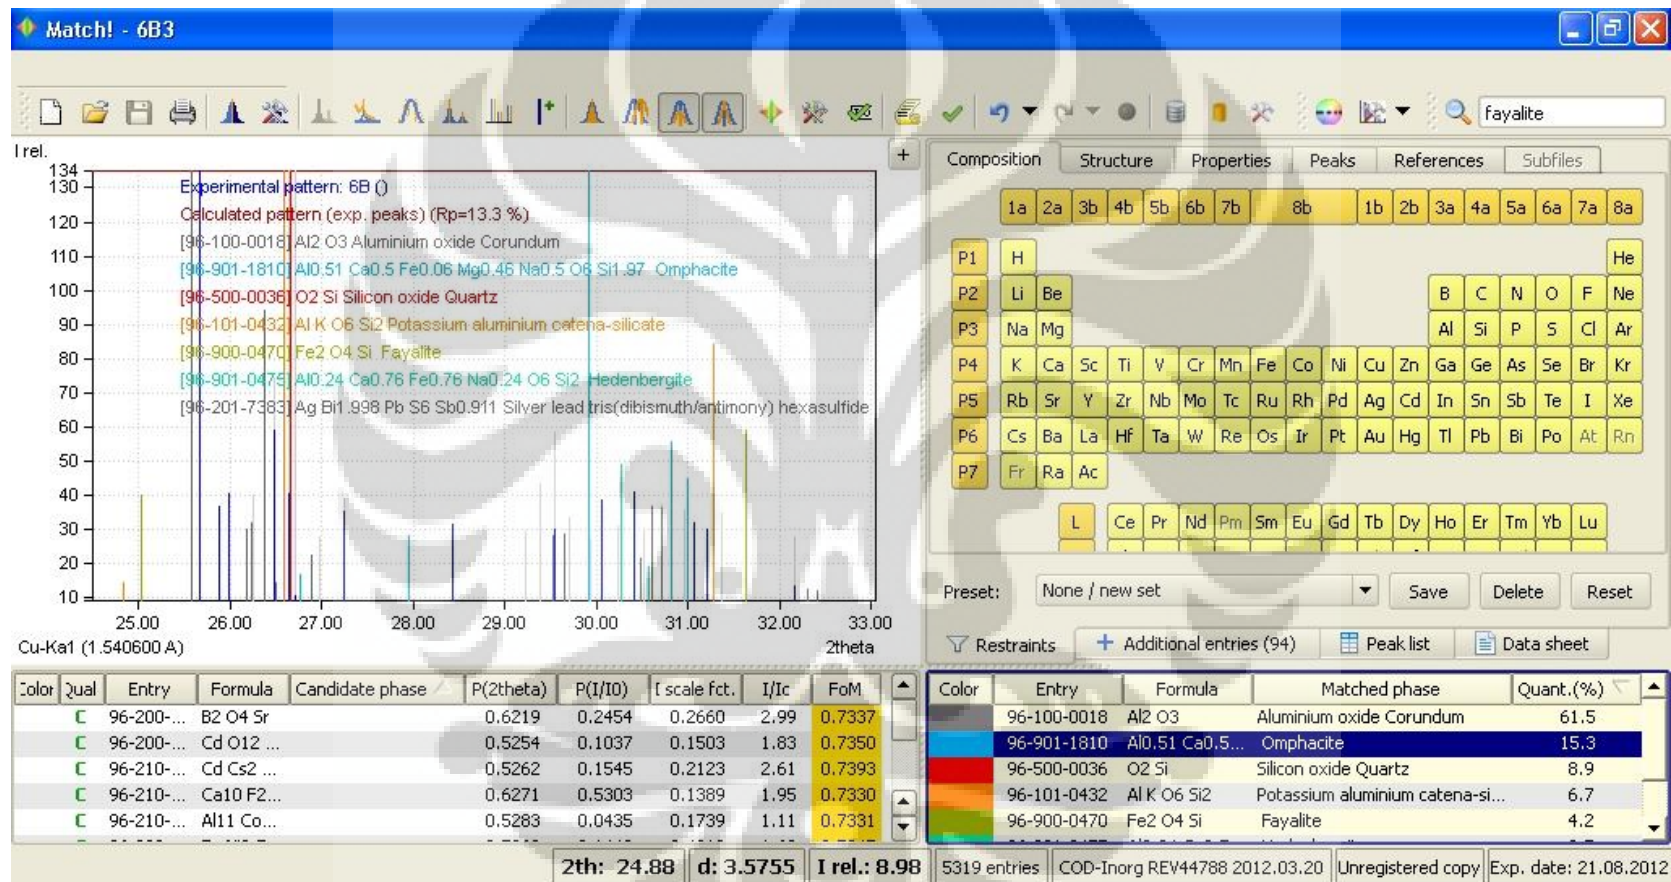 Match! - 6B3
fayalite
I rel.
134
130
120
110
100
90
80
70
60
50
40
30
20
10
Experimental pattern: 6B ()
Calculated pattern (exp. peaks) (Rp=13.3 %)
[96-100-0018] Al2 O3 Aluminium oxide Corundum
[96-901-1810] Al0.51 Ca0.5 Fe0.06 Mg0.46 Na0.5 O6 Si1.97 Omphacite
[96-500-0036] O2 Si Silicon oxide Quartz
[96-101-0432] Al K O6 Si2 Potassium aluminium catena-silicate
[96-900-0470] Fe2 O4 Si Fayalite
[96-901-0475] Al0.24 Ca0.76 Fe0.76 Na0.24 O6 Si2 Hedenbergite
[96-201-7383] Ag Bi1.998 Pb S6 Sb0.911 Silver lead tris(dibismuth/antimony) hexasulfide
25.00 26.00 27.00 28.00 29.00 30.00 31.00 32.00 33.00
Cu-Ka1 (1.540600 A) 2theta
+
Composition Structure Properties Peaks References Subfiles
1a 2a 3b 4b 5b 6b 7b 8b 1b 2b 3a 4a 5a 6a 7a 8a
P1 H He
P2 Li Be B C N O F Ne
P3 Na Mg Al Si P S Cl Ar
P4 K Ca Sc Ti V Cr Mn Fe Co Ni Cu Zn Ga Ge As Se Br Kr
P5 Rb Sr Y Zr Nb Mo Tc Ru Rh Pd Ag Cd In Sn Sb Te I Xe
P6 Cs Ba La Hf Ta W Re Os Ir Pt Au Hg Tl Pb Bi Po At Rn
P7 Fr Ra Ac
L Ce Pr Nd Pm Sm Eu Gd Tb Dy Ho Er Tm Yb Lu
Preset: None / new set Save Delete Reset
Restraints Additional entries (94) Peak list Data sheet
Color Qual Entry Formula Candidate phase P(2theta) P(I/I0) I scale fct. I/Ic FoM
C 96-200-... B2 O4 Sr 0.6219 0.2454 0.2660 2.99 0.7337
C 96-200-... Cd O12 ... 0.5254 0.1037 0.1503 1.83 0.7350
C 96-210-... Cd Cs2 ... 0.5262 0.1545 0.2123 2.61 0.7393
C 96-210-... Ca10 F2... 0.6271 0.5303 0.1389 1.95 0.7330
C 96-210-... Al11 Co... 0.5283 0.0435 0.1739 1.11 0.7331
Color Entry Formula Matched phase Quant.(%)
96-100-0018 Al2 O3 Aluminium oxide Corundum 61.5
96-901-1810 Al0.51 Ca0.5... Omphacite 15.3
96-500-0036 O2 Si Silicon oxide Quartz 8.9
96-101-0432 Al K O6 Si2 Potassium aluminium catena-si... 6.7
96-900-0470 Fe2 O4 Si Fayalite 4.2
2th: 24.88 d: 3.5755 I rel.: 8.98 5319 entries COD-Inorg REV44788 2012.03.20 Unregistered copy Exp. date: 21.08.2012